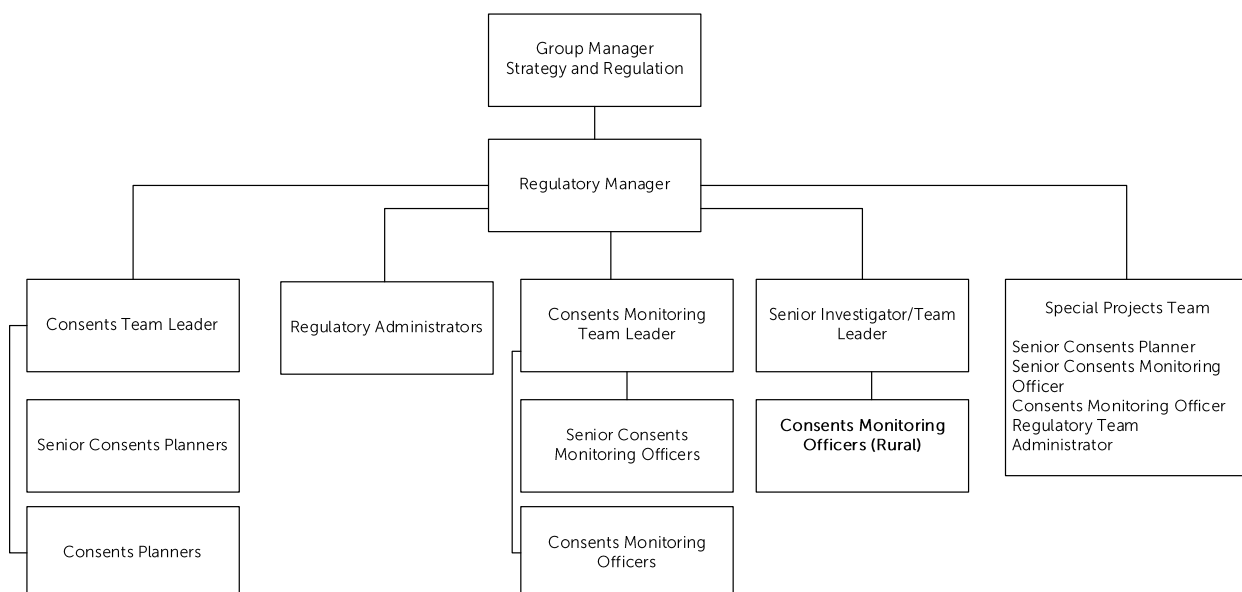 Group Manager
Strategy and Regulation
Regulatory Manager
Consents Team Leader
Regulatory Administrators
Consents Monitoring
Team Leader
Senior Investigator/Team
Leader
Special Projects Team
Senior Consents Planner
Senior Consents Monitoring
Officer
Consents Monitoring Officer
Regulatory Team
Administrator
Senior Consents Planners
Senior Consents
Monitoring Officers
Consents Monitoring
Officers (Rural)
Consents Planners
Consents Monitoring
Officers